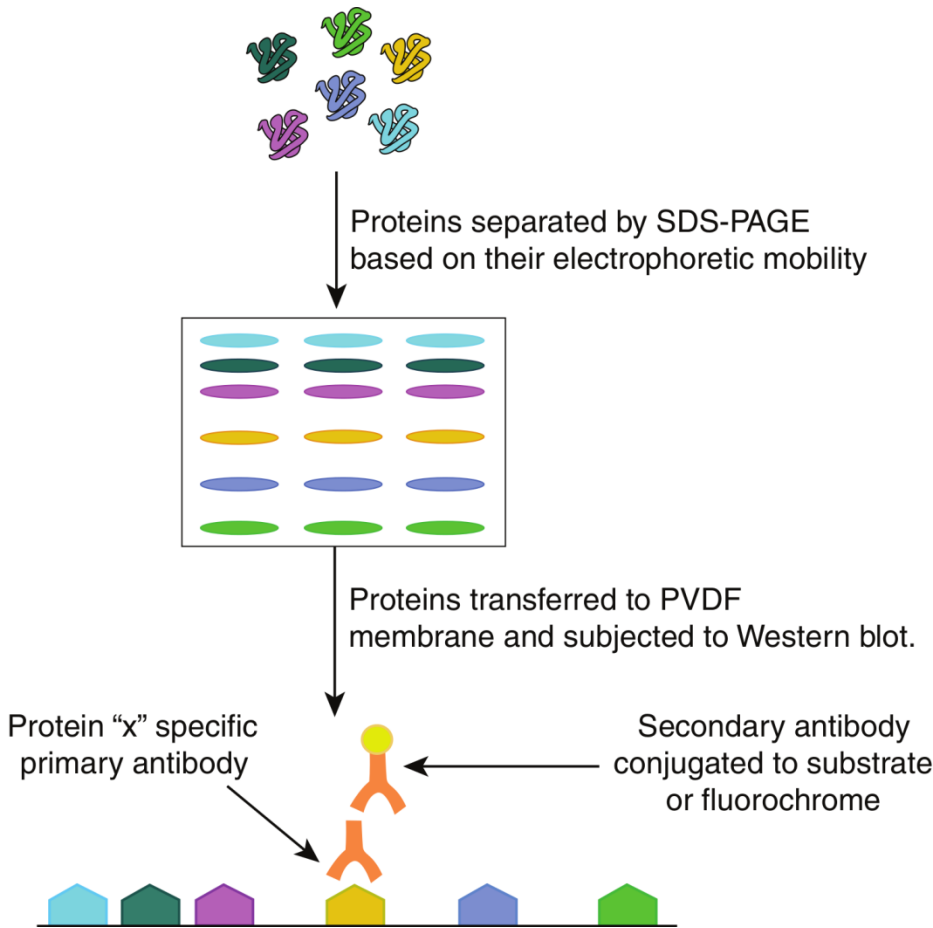 Proteins separated by SDS-PAGE
based on their electrophoretic mobility
Proteins transferred to PVDF
membrane and subjected to Western blot.
Protein “x” specific
primary antibody
Secondary antibody
conjugated to substrate
or fluorochrome